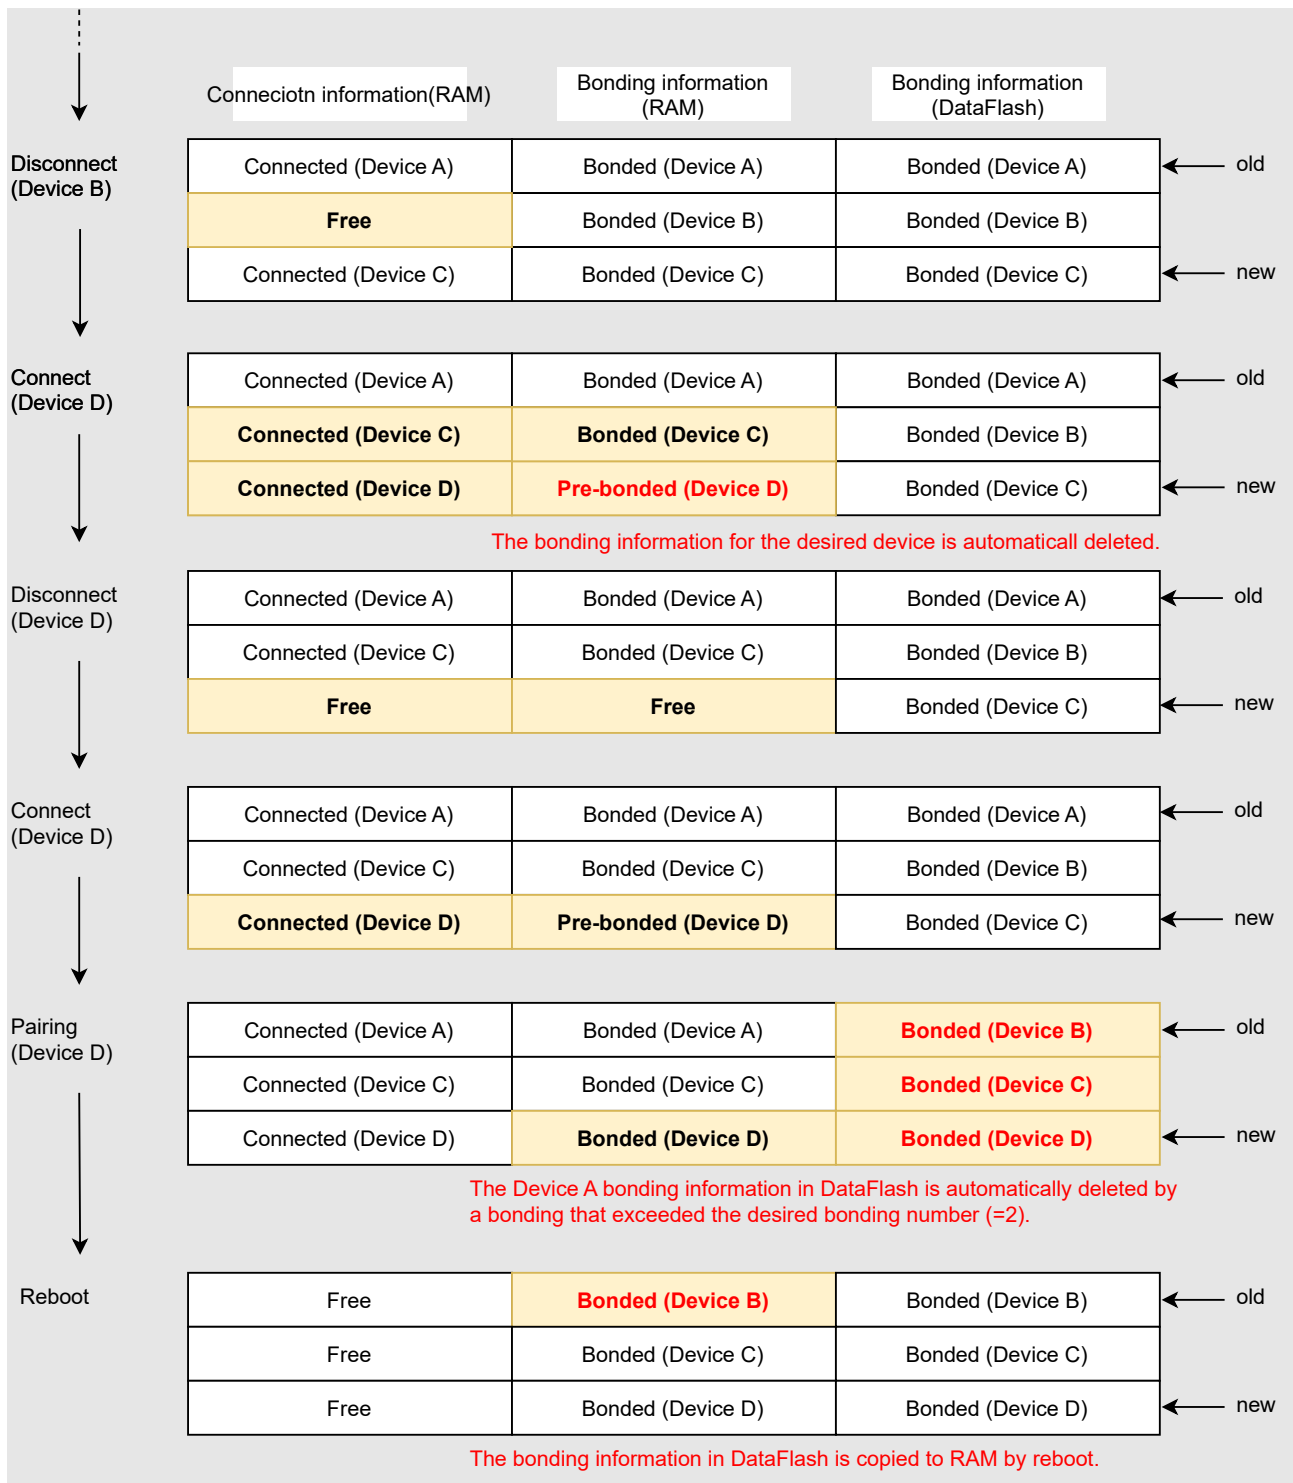 Conneciotn information(RAM)
Bonding information
(RAM)
Bonding information
(DataFlash)
Disconnect
(Device B)
Connected (Device A)
Bonded (Device A)
Bonded (Device A)
old
Free
Bonded (Device B)
Bonded (Device B)
Connected (Device C)
Bonded (Device C)
Bonded (Device C)
new
Connect
(Device D)
Connected (Device A)
Bonded (Device A)
Bonded (Device A)
old
Connected (Device C)
Bonded (Device C)
Bonded (Device B)
Connected (Device D)
Pre-bonded (Device D)
Bonded (Device C)
new
The bonding information for the desired device is automaticall deleted.
Disconnect
(Device D)
Connected (Device A)
Bonded (Device A)
Bonded (Device A)
old
Connected (Device C)
Bonded (Device C)
Bonded (Device B)
Free
Free
Bonded (Device C)
new
Connect
(Device D)
Connected (Device A)
Bonded (Device A)
Bonded (Device A)
old
Connected (Device C)
Bonded (Device C)
Bonded (Device B)
Connected (Device D)
Pre-bonded (Device D)
Bonded (Device C)
new
Pairing
(Device D)
Connected (Device A)
Bonded (Device A)
Bonded (Device B)
old
Connected (Device C)
Bonded (Device C)
Bonded (Device C)
Connected (Device D)
Bonded (Device D)
Bonded (Device D)
new
The Device A bonding information in DataFlash is automatically deleted by
a bonding that exceeded the desired bonding number (=2).
Reboot
Free
Bonded (Device B)
Bonded (Device B)
old
Free
Bonded (Device C)
Bonded (Device C)
Free
Bonded (Device D)
Bonded (Device D)
new
The bonding information in DataFlash is copied to RAM by reboot.